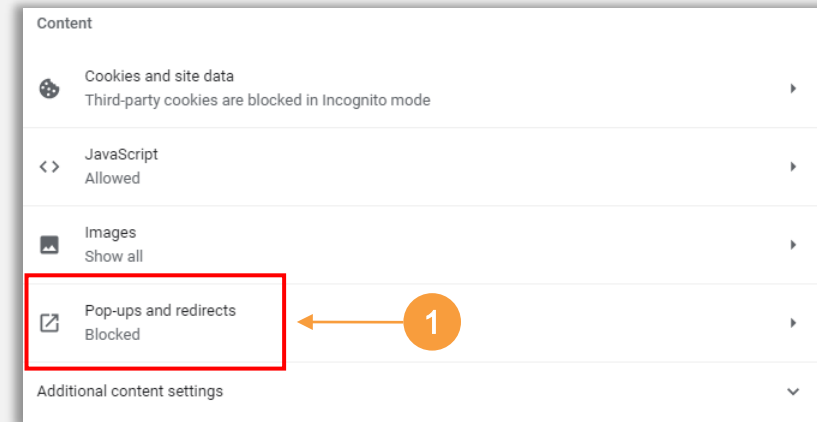 Content
Cookies and site data
Third-party cookies are blocked in Incognito mode
JavaScript
Allowed
Images
Show all
Pop-ups and redirects
Blocked
1
Additional content settings